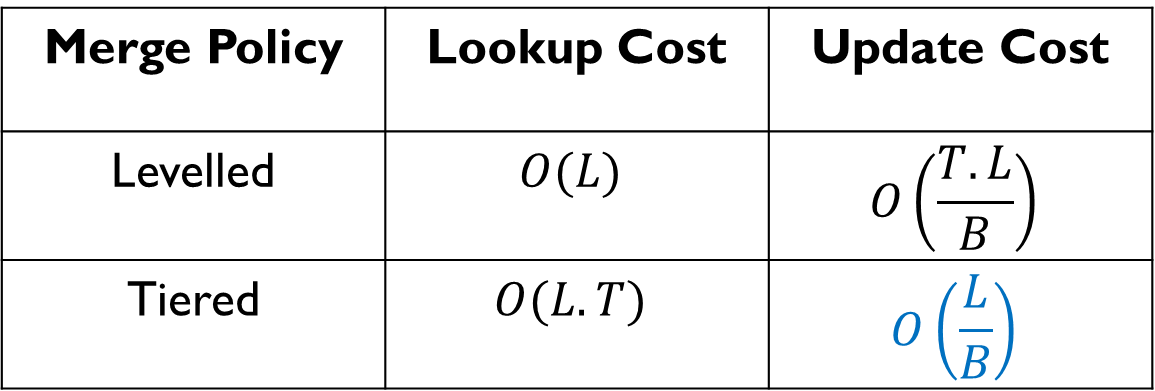 Merge Policy Lookup Cost Update Cost
Levelled O(L) O(T.L/B)
Tiered O(L.T) O(L/B)